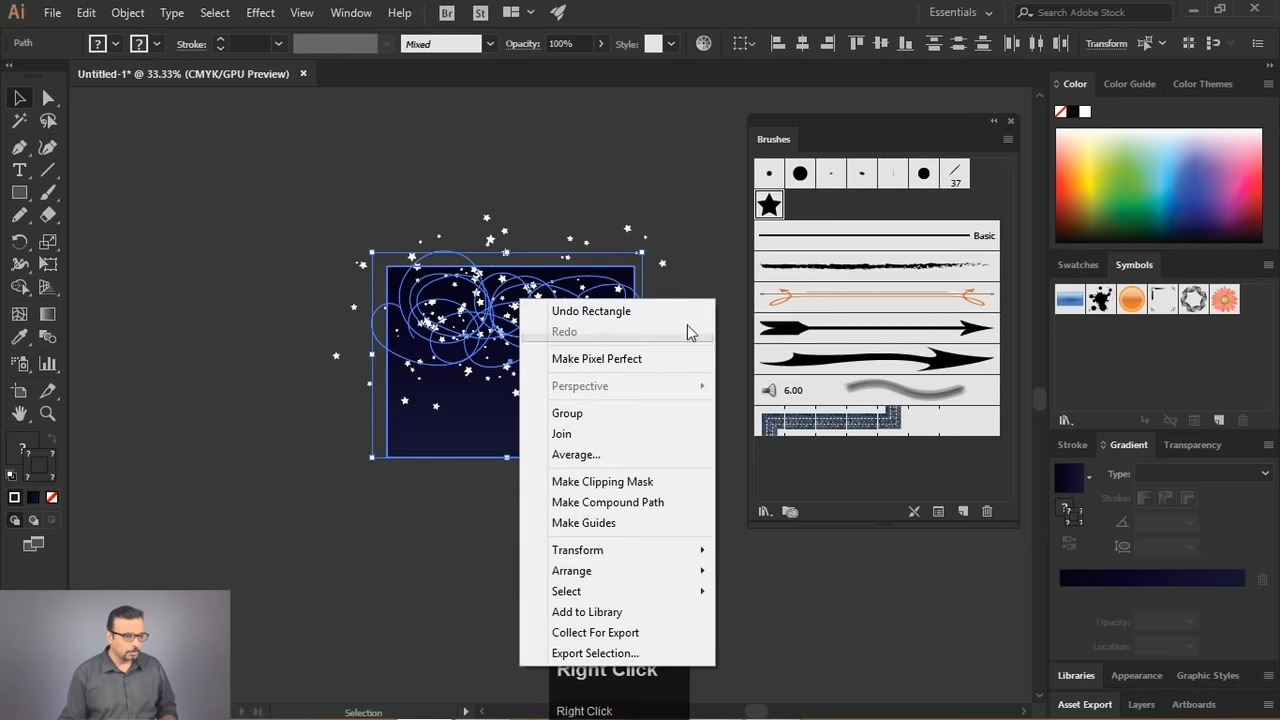 Ai File Edit Object Type Select Effect View Window Help Br St Essentials Search Adobe Stock
Path ? ? Stroke: Mixed Opacity: 100% Style: Transform
Untitled-1* @ 33.33% (CMYK/GPU Preview) ×
Color Color Guide Color Themes
Brushes
37
Basic
6.00
Swatches Symbols
Undo Rectangle
Redo
Make Pixel Perfect
Perspective
Group
Join
Average...
Make Clipping Mask
Make Compound Path
Make Guides
Transform
Arrange
Select
Add to Library
Collect For Export
Export Selection...
Stroke Gradient Transparency
Type:
Stroke:
Opacity:
Location:
Libraries Appearance Graphic Styles
Asset Export Layers Artboards
Right Click
Right Click
Selection